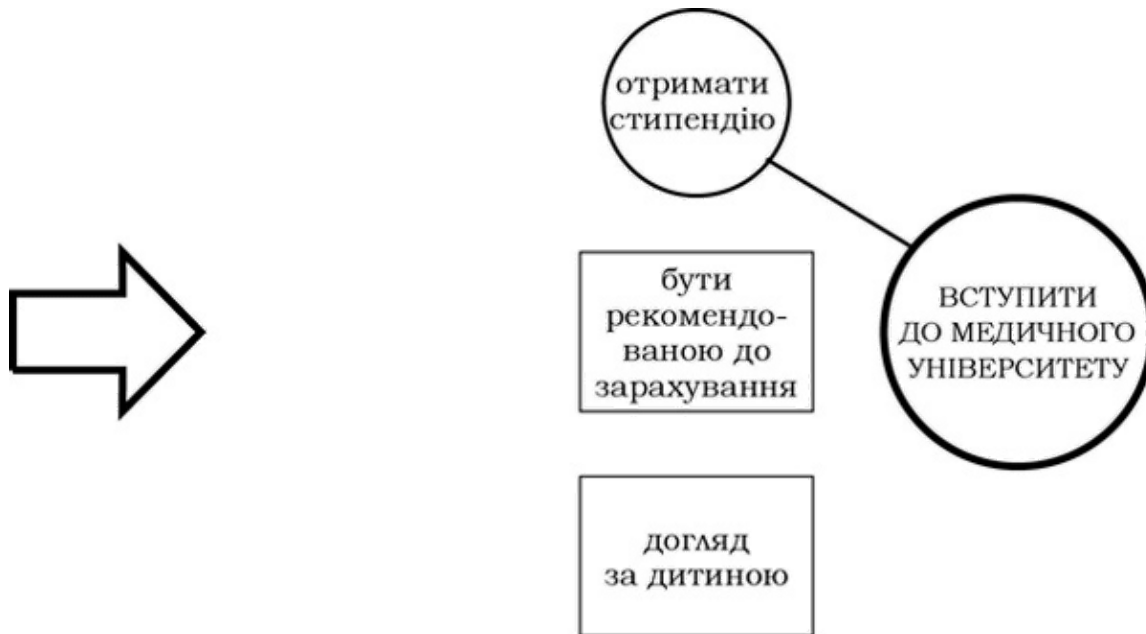 отримати
стипендію
бути
рекомендо-
ваною до
зарахування
ВСТУПИТИ
ДО МЕДИЧНОГО
УНІВЕРСИТЕТУ
догляд
за дитиною